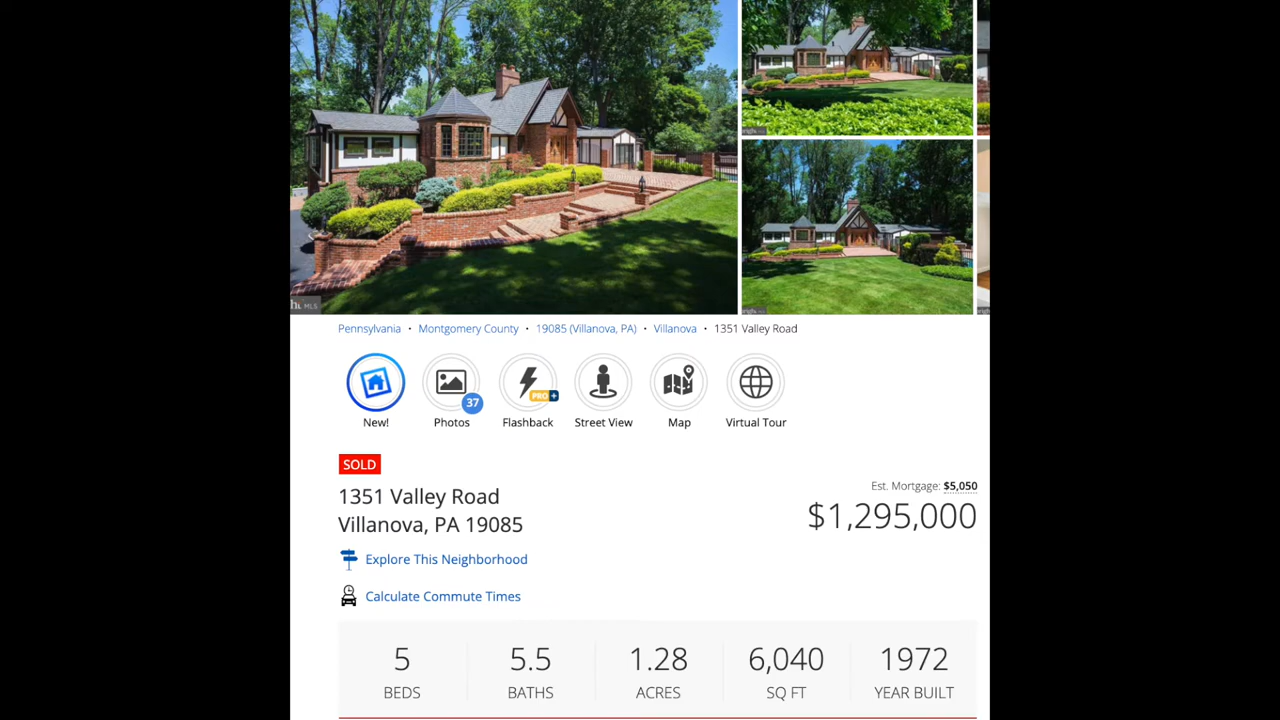 MLS
Pennsylvania • Montgomery County • 19085 (Villanova, PA) • Villanova • 1351 Valley Road
37
PRO+
New!
Photos
Flashback
Street View
Map
Virtual Tour
SOLD
1351 Valley Road
Villanova, PA 19085
Est. Mortgage: $5,050
$1,295,000
Explore This Neighborhood
Calculate Commute Times
5
5.5
1.28
6,040
1972
BEDS
BATHS
ACRES
SQ FT
YEAR BUILT